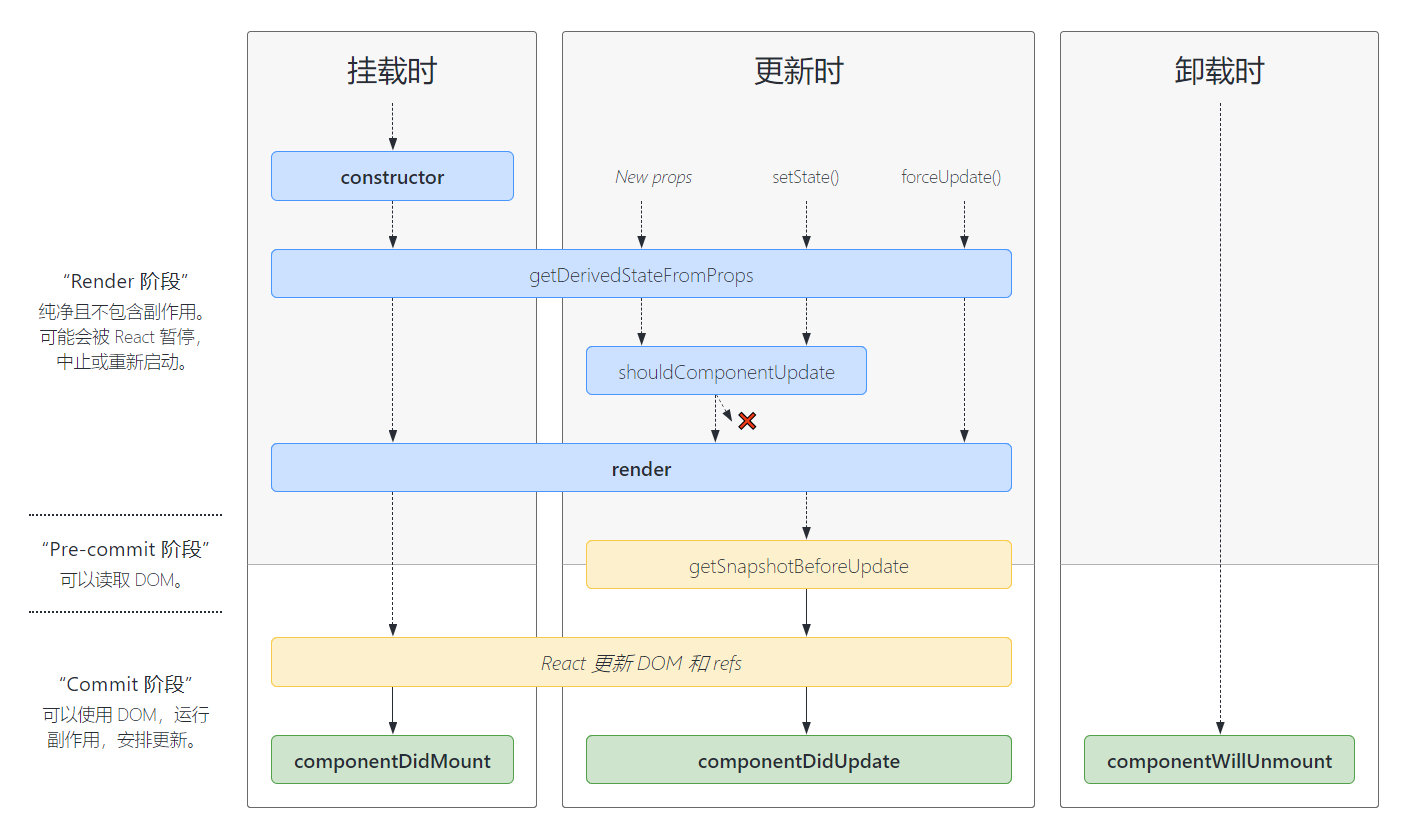 挂载时
更新时
卸载时
constructor
New props
setState()
forceUpdate()
getDerivedStateFromProps
“Render 阶段”
纯净且不包含副作用。
可能会被 React 暂停，
中止或重新启动。
shouldComponentUpdate
render
“Pre-commit 阶段”
可以读取 DOM。
getSnapshotBeforeUpdate
React 更新 DOM 和 refs
“Commit 阶段”
可以使用 DOM，运行
副作用，安排更新。
componentDidMount
componentDidUpdate
componentWillUnmount